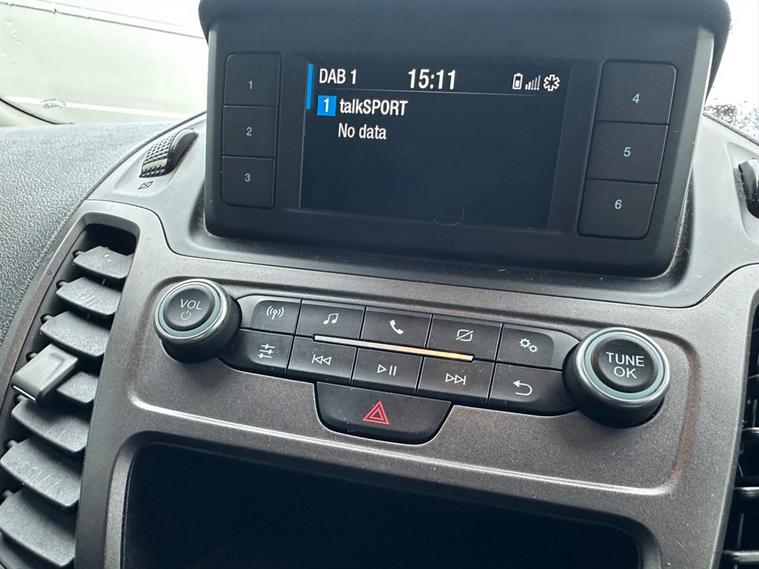 DAB 1 15:11
1 talkSPORT
No data
1
2
3
4
5
6
VOL
TUNE
OK